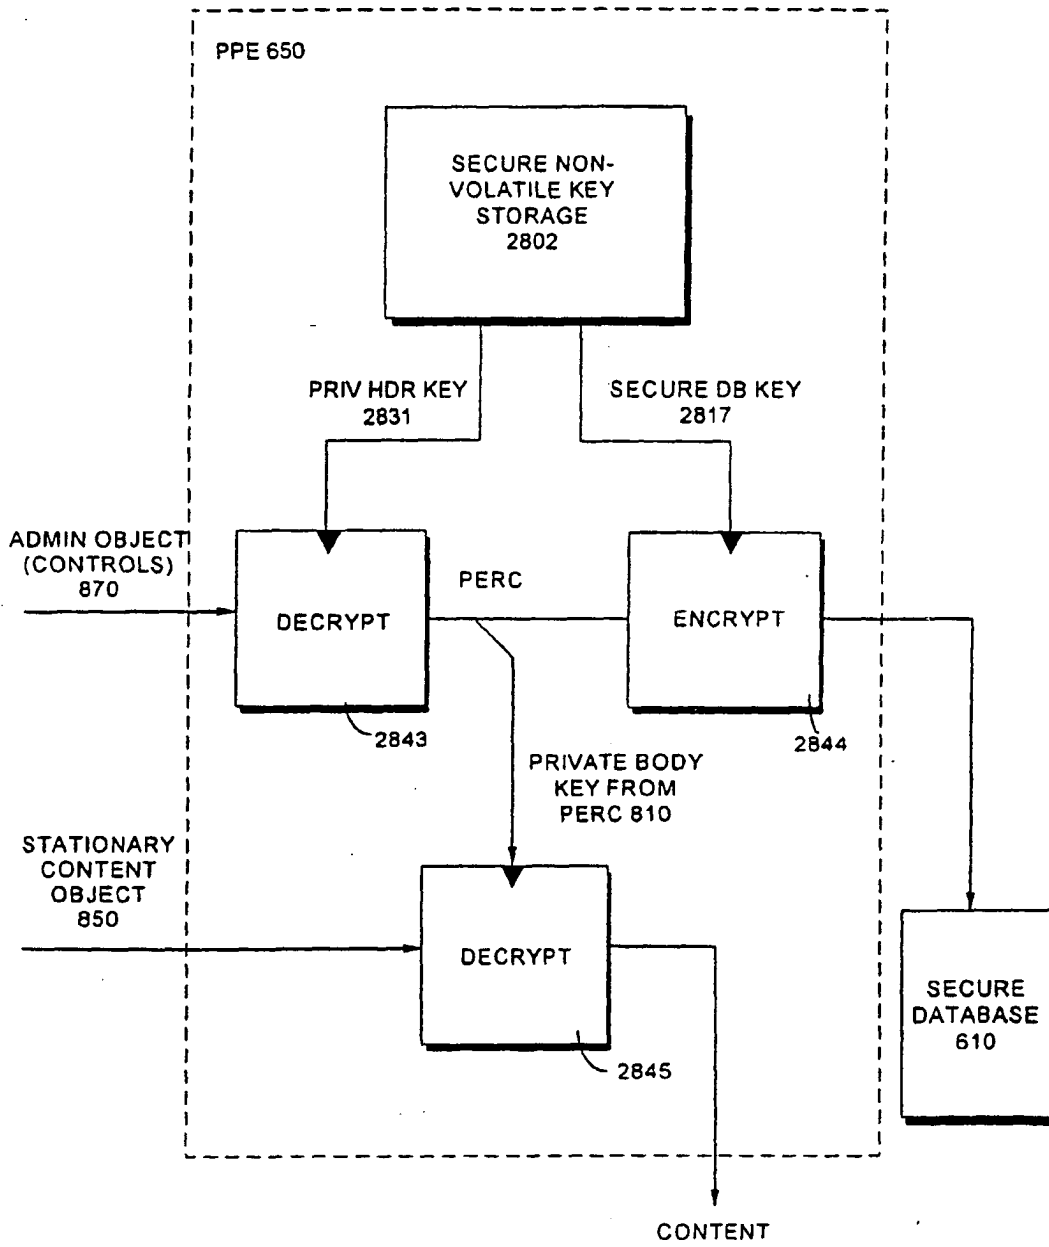 PPE 650
SECURE NON-
VOLATILE KEY
STORAGE
2802
PRIV HDR KEY
2831
SECURE DB KEY
2817
ADMIN OBJECT
(CONTROLS)
870
DECRYPT
PERC
ENCRYPT
2843
2844
PRIVATE BODY
KEY FROM
PERC 810
STATIONARY
CONTENT
OBJECT
850
DECRYPT
2845
SECURE
DATABASE
610
CONTENT